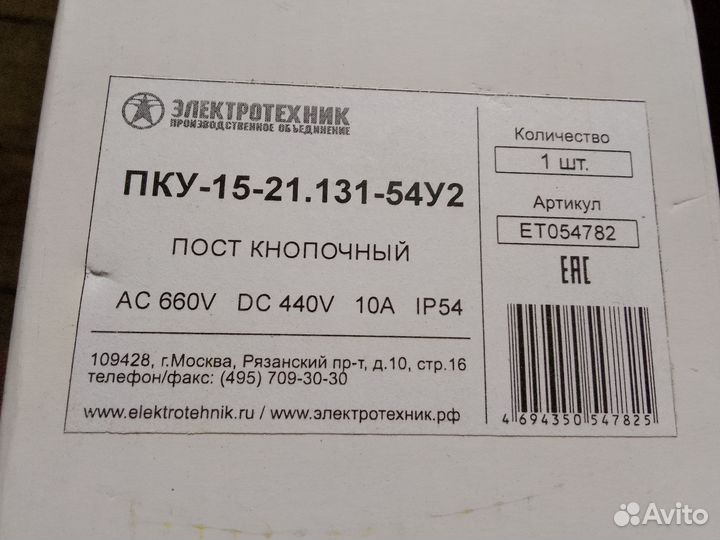 ЭЛЕКТРОТЕХНИК
ПРОИЗВОДСТВЕННОЕ ОБЪЕДИНЕНИЕ
ПКУ-15-21.131-54У2
ПОСТ КНОПОЧНЫЙ
AC 660V DC 440V 10A IP54
109428, г.Москва, Рязанский пр-т, д.10, стр.16
телефон/факс: (495) 709-30-30
www.elektrotehnik.ru / www.электротехник.рф
Количество
1 шт.
Артикул
ET054782
EAC
4 694350 547825
Avito